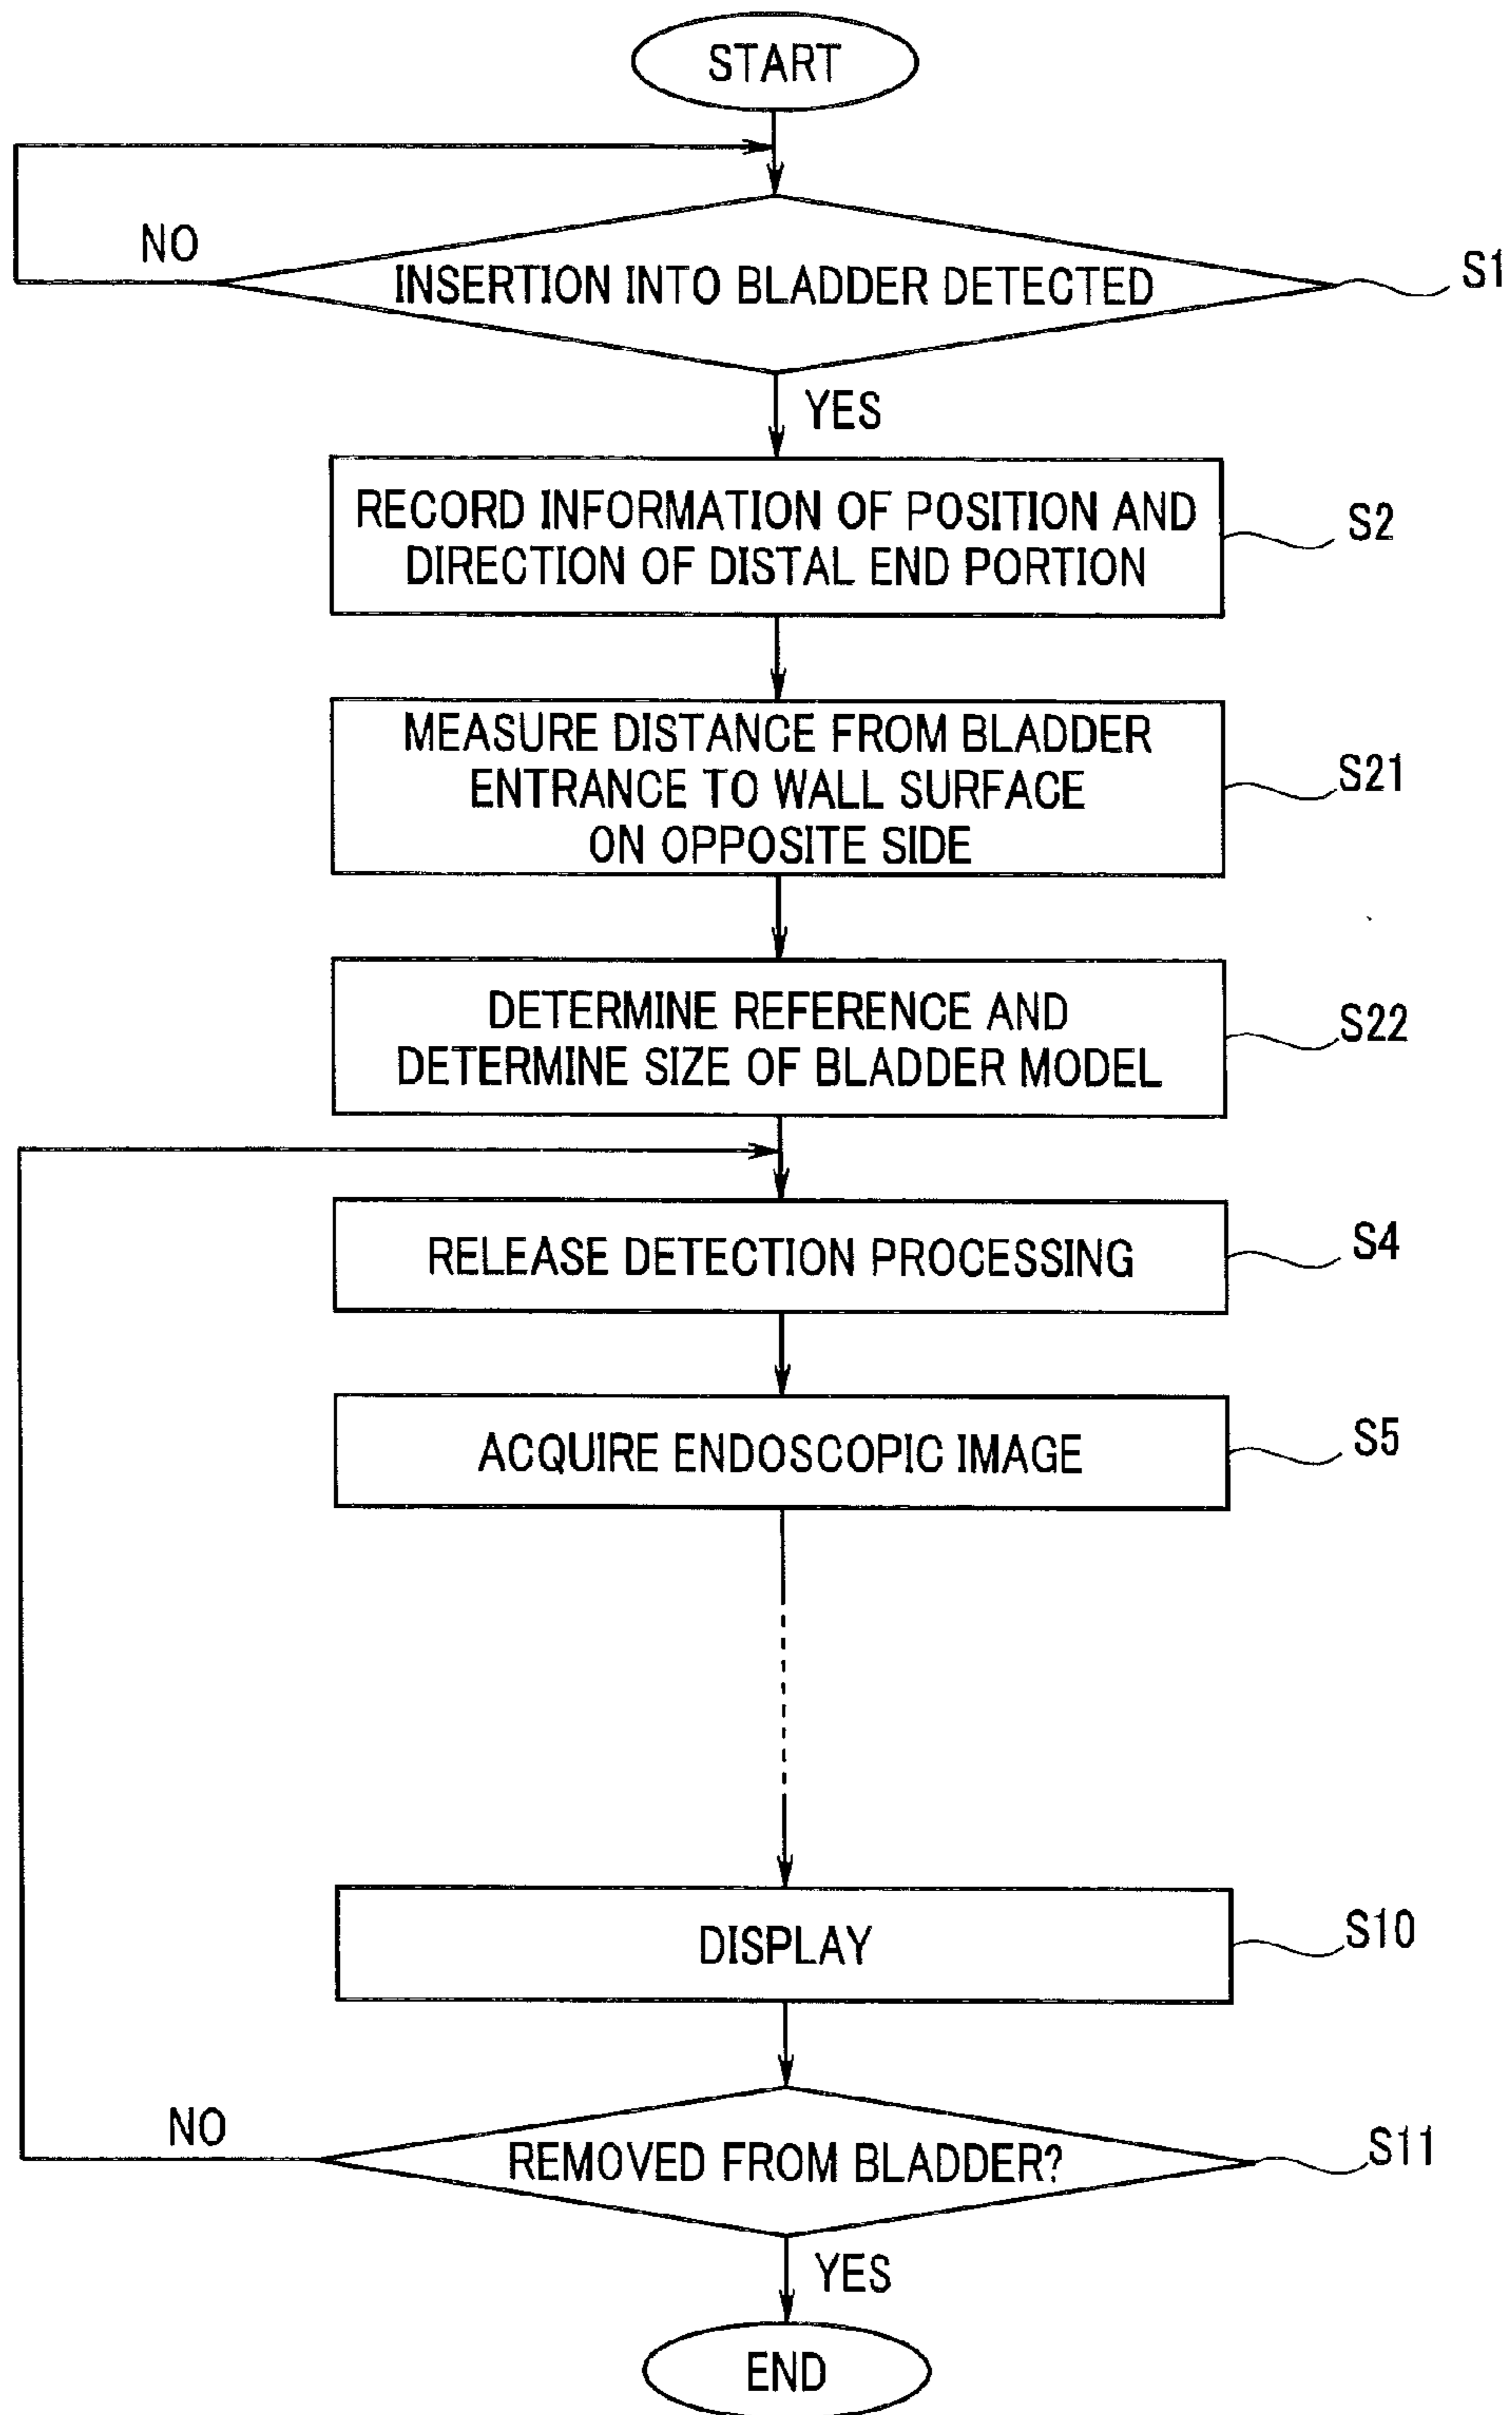 START
NO
INSERTION INTO BLADDER DETECTED
S1
YES
RECORD INFORMATION OF POSITION AND
DIRECTION OF DISTAL END PORTION
S2
MEASURE DISTANCE FROM BLADDER
ENTRANCE TO WALL SURFACE
ON OPPOSITE SIDE
S21
DETERMINE REFERENCE AND
DETERMINE SIZE OF BLADDER MODEL
S22
RELEASE DETECTION PROCESSING
S4
ACQUIRE ENDOSCOPIC IMAGE
S5
DISPLAY
S10
NO
REMOVED FROM BLADDER?
S11
YES
END